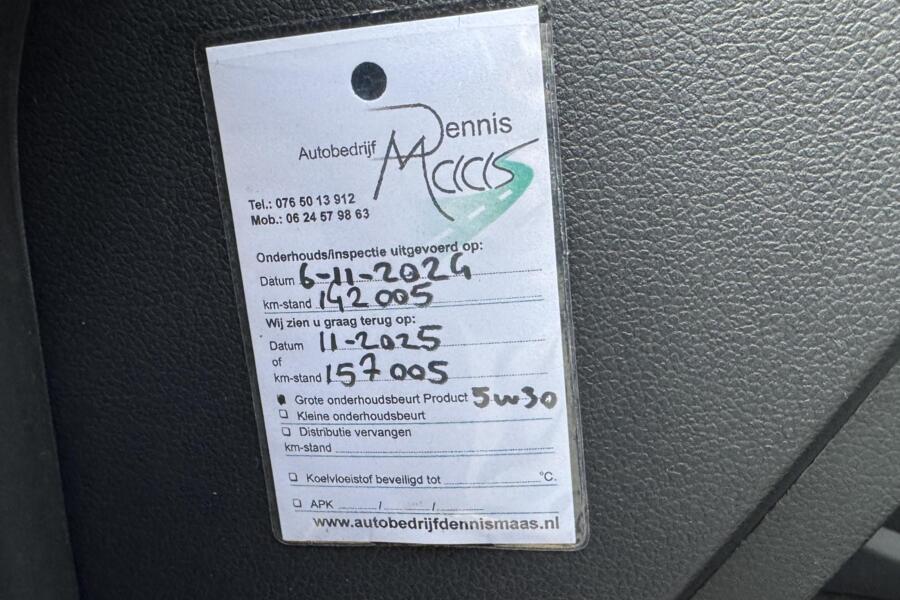 Autobedrijf Dennis
Maas
Tel.: 076 50 13 912
Mob.: 06 24 57 98 63
Onderhouds/inspectie uitgevoerd op:
Datum 6-11-2024
km-stand 142 005
Wij zien u graag terug op:
Datum 11-2025
of
km-stand 157 005
Grote onderhoudsbeurt Product 5w30
Kleine onderhoudsbeurt
Distributie vervangen
km-stand
Koelvloeistof beveiligd tot °C.
APK / /
www.autobedrijfdennismaas.nl